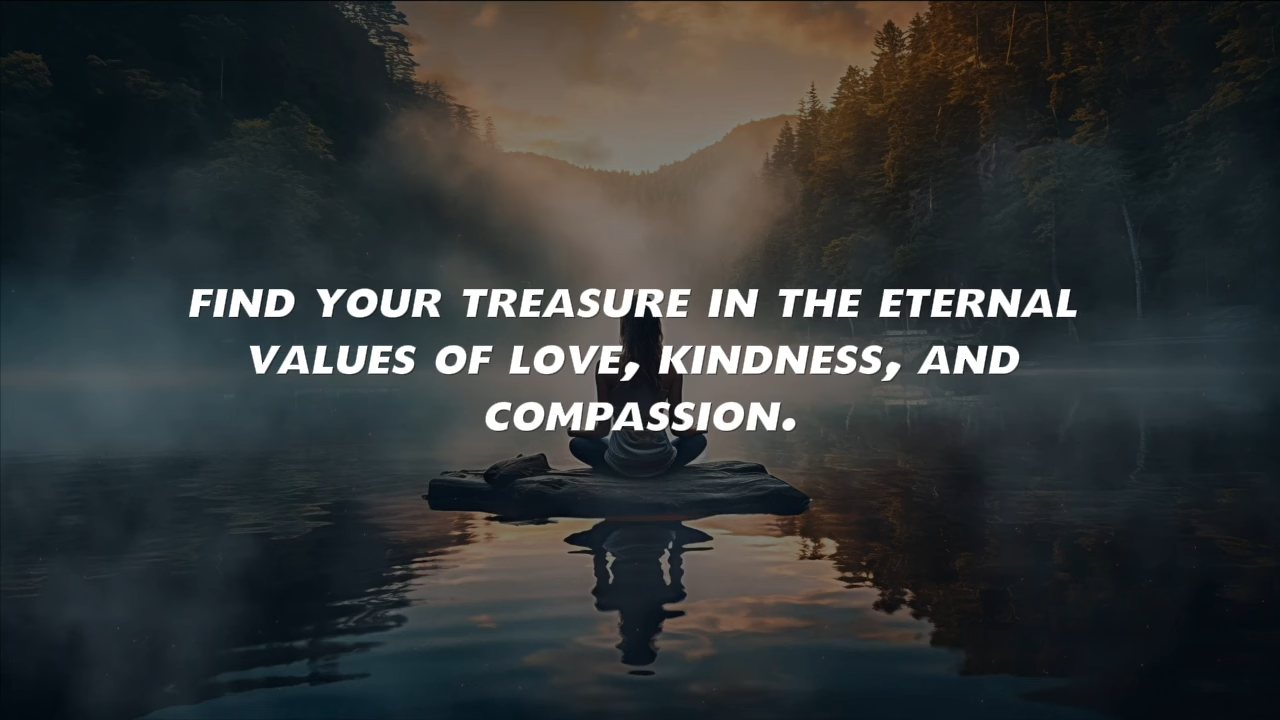 FIND YOUR TREASURE IN THE ETERNAL
VALUES OF LOVE, KINDNESS, AND
COMPASSION.